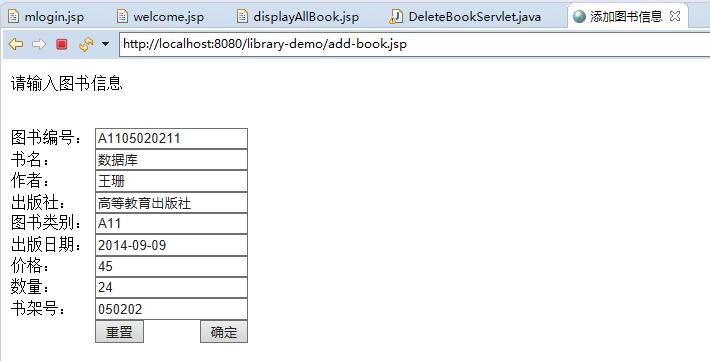 mlogin.jsp welcome.jsp displayAllBook.jsp DeleteBookServlet.java 添加图书信息
http://localhost:8080/library-demo/add-book.jsp
请输入图书信息
图书编号： A1105020211
书名： 数据库
作者： 王珊
出版社： 高等教育出版社
图书类别： A11
出版日期： 2014-09-09
价格： 45
数量： 24
书架号： 050202
重置 确定